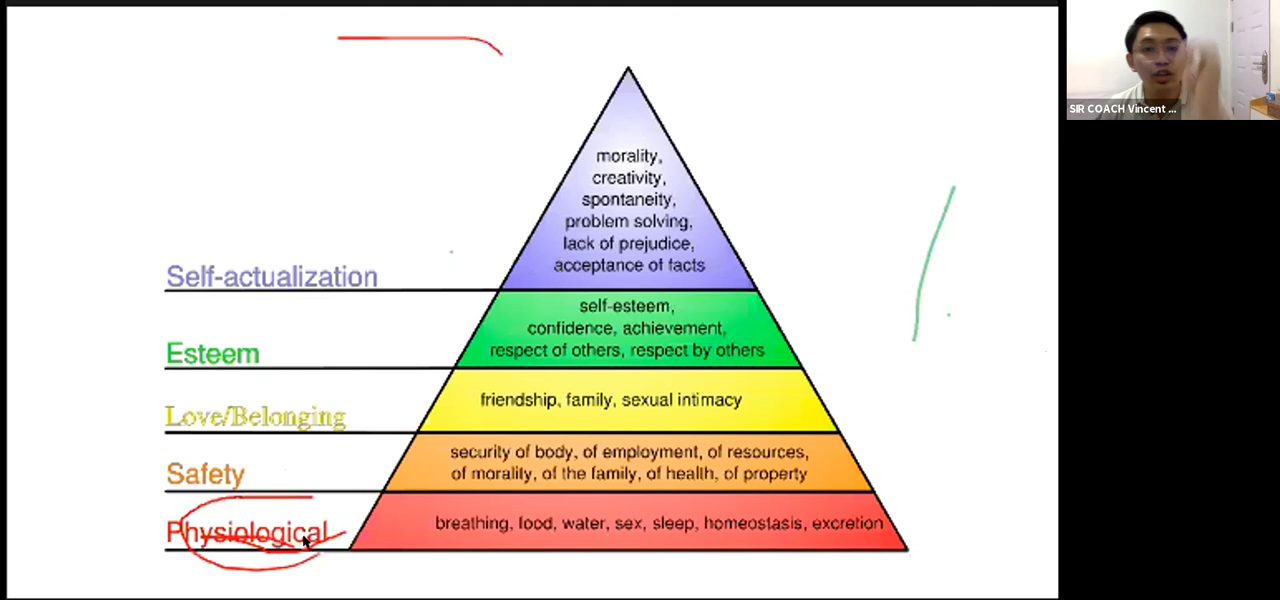 SIR COACH Vincent ...
morality,
creativity,
spontaneity,
problem solving,
lack of prejudice,
acceptance of facts
Self-actualization
self-esteem,
confidence, achievement,
respect of others, respect by others
Esteem
friendship, family, sexual intimacy
Love/Belonging
security of body, of employment, of resources,
of morality, of the family, of health, of property
Safety
breathing, food, water, sex, sleep, homeostasis, excretion
Physiological